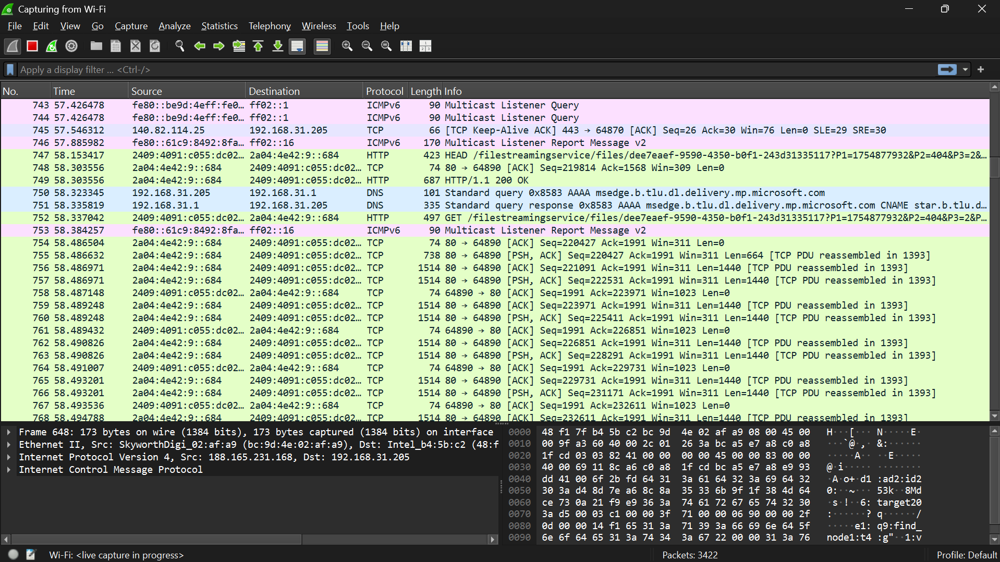 Capturing from Wi-Fi
File Edit View Go Capture Analyze Statistics Telephony Wireless Tools Help
Apply a display filter ... <Ctrl-/>
No. Time Source Destination Protocol Length Info
743 57.426478 fe80::be9d:4eff:fe0… ff02::1 ICMPv6 90 Multicast Listener Query
744 57.426478 fe80::be9d:4eff:fe0… ff02::1 ICMPv6 90 Multicast Listener Query
745 57.546312 140.82.114.25 192.168.31.205 TCP 66 [TCP Keep-Alive ACK] 443 → 64870 [ACK] Seq=26 Ack=30 Win=76 Len=0 SLE=29 SRE=30
746 57.885982 fe80::61c9:8492:8fa… ff02::16 ICMPv6 170 Multicast Listener Report Message v2
747 58.153417 2409:4091:c055:dc02… 2a04:4e42:9::684 HTTP 423 HEAD /filestreamingservice/files/dee7eaef-9590-4350-b0f1-243d31335117?P1=1754877932&P2=404&P3=2&…
748 58.303556 2a04:4e42:9::684 2409:4091:c055:dc02… TCP 74 80 → 64890 [ACK] Seq=219814 Ack=1568 Win=309 Len=0
749 58.303556 2a04:4e42:9::684 2409:4091:c055:dc02… HTTP 687 HTTP/1.1 200 OK
750 58.323345 192.168.31.205 192.168.31.1 DNS 101 Standard query 0x8583 AAAA msedge.b.tlu.dl.delivery.mp.microsoft.com
751 58.335819 192.168.31.1 192.168.31.205 DNS 335 Standard query response 0x8583 AAAA msedge.b.tlu.dl.delivery.mp.microsoft.com CNAME star.b.tlu.d…
752 58.337042 2409:4091:c055:dc02… 2a04:4e42:9::684 HTTP 497 GET /filestreamingservice/files/dee7eaef-9590-4350-b0f1-243d31335117?P1=1754877932&P2=404&P3=2&P…
753 58.384257 fe80::61c9:8492:8fa… ff02::16 ICMPv6 90 Multicast Listener Report Message v2
754 58.486504 2a04:4e42:9::684 2409:4091:c055:dc02… TCP 74 80 → 64890 [ACK] Seq=220427 Ack=1991 Win=311 Len=0
755 58.486632 2a04:4e42:9::684 2409:4091:c055:dc02… TCP 738 80 → 64890 [PSH, ACK] Seq=220427 Ack=1991 Win=311 Len=664 [TCP PDU reassembled in 1393]
756 58.486971 2a04:4e42:9::684 2409:4091:c055:dc02… TCP 1514 80 → 64890 [ACK] Seq=221091 Ack=1991 Win=311 Len=1440 [TCP PDU reassembled in 1393]
757 58.486971 2a04:4e42:9::684 2409:4091:c055:dc02… TCP 1514 80 → 64890 [PSH, ACK] Seq=222531 Ack=1991 Win=311 Len=1440 [TCP PDU reassembled in 1393]
758 58.487148 2409:4091:c055:dc02… 2a04:4e42:9::684 TCP 74 64890 → 80 [ACK] Seq=1991 Ack=223971 Win=1023 Len=0
759 58.489248 2a04:4e42:9::684 2409:4091:c055:dc02… TCP 1514 80 → 64890 [ACK] Seq=223971 Ack=1991 Win=311 Len=1440 [TCP PDU reassembled in 1393]
760 58.489248 2a04:4e42:9::684 2409:4091:c055:dc02… TCP 1514 80 → 64890 [PSH, ACK] Seq=225411 Ack=1991 Win=311 Len=1440 [TCP PDU reassembled in 1393]
761 58.489432 2409:4091:c055:dc02… 2a04:4e42:9::684 TCP 74 64890 → 80 [ACK] Seq=1991 Ack=226851 Win=1023 Len=0
762 58.490826 2a04:4e42:9::684 2409:4091:c055:dc02… TCP 1514 80 → 64890 [ACK] Seq=226851 Ack=1991 Win=311 Len=1440 [TCP PDU reassembled in 1393]
763 58.490826 2a04:4e42:9::684 2409:4091:c055:dc02… TCP 1514 80 → 64890 [PSH, ACK] Seq=228291 Ack=1991 Win=311 Len=1440 [TCP PDU reassembled in 1393]
764 58.491007 2409:4091:c055:dc02… 2a04:4e42:9::684 TCP 74 64890 → 80 [ACK] Seq=1991 Ack=229731 Win=1023 Len=0
765 58.493201 2a04:4e42:9::684 2409:4091:c055:dc02… TCP 1514 80 → 64890 [ACK] Seq=229731 Ack=1991 Win=311 Len=1440 [TCP PDU reassembled in 1393]
766 58.493201 2a04:4e42:9::684 2409:4091:c055:dc02… TCP 1514 80 → 64890 [PSH, ACK] Seq=231171 Ack=1991 Win=311 Len=1440 [TCP PDU reassembled in 1393]
767 58.493536 2409:4091:c055:dc02… 2a04:4e42:9::684 TCP 74 64890 → 80 [ACK] Seq=1991 Ack=232611 Win=1023 Len=0
768 58.494788 2a04:4e42:9::684 2409:4091:c055:dc02… TCP 1514 80 → 64890 [ACK] Seq=232611 Ack=1991 Win=311 Len=1440 [TCP PDU reassembled in 1393]
Frame 648: 173 bytes on wire (1384 bits), 173 bytes captured (1384 bits) on interface
Ethernet II, Src: SkyworthDigi_02:af:a9 (bc:9d:4e:02:af:a9), Dst: Intel_b4:5b:c2 (48:f
Internet Protocol Version 4, Src: 188.165.231.168, Dst: 192.168.31.205
Internet Control Message Protocol
0000 48 f1 7f b4 5b c2 bc 9d 4e 02 af a9 08 00 45 00 H···[··· N·····E·
0010 00 9f a3 60 40 00 2c 01 26 3a bc a5 e7 a8 c0 a8 ···`@·,· &:······
0020 1f cd 03 03 82 41 00 00 00 00 45 00 00 83 00 00 ·····A·· ··E·····
0030 40 00 69 11 8c a6 c0 a8 1f cd bc a5 e7 a8 e9 93 @·i····· ········
0040 dd 41 00 6f 2b fd 64 31 3a 61 64 32 3a 69 64 32 ·A·o+·d1 :ad2:id2
0050 30 3a d4 8d 7e a6 8c 8a 35 33 6b 9f 1f 38 4d 64 0:··~··· 53k··8Md
0060 ce 73 0a 21 f9 e9 36 3a 74 61 72 67 65 74 32 30 ·s·!··6: target20
0070 3a d5 00 03 c1 00 00 3f 71 00 00 06 90 00 00 2f :······? q······/
0080 0d 00 00 14 f1 65 31 3a 71 39 3a 66 69 6e 64 5f ·····e1: q9:find_
0090 6e 6f 64 65 31 3a 74 34 3a 67 22 00 00 31 3a 76 node1:t4 :g"··1:v
Wi-Fi: <live capture in progress> Packets: 3422 Profile: Default